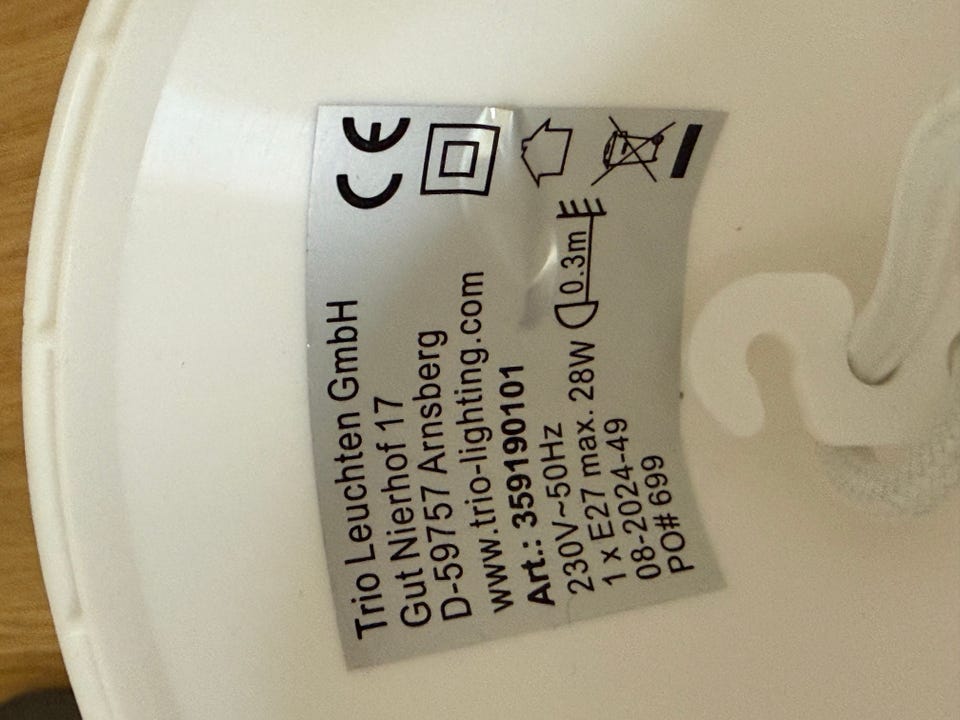 Trio Leuchten GmbH
Gut Nierhof 17
D-59757 Arnsberg
www.trio-lighting.com
Art.: 359190101
230V~50Hz
1 x E27 max. 28W 0.3m
08-2024-49
PO# 699
CE